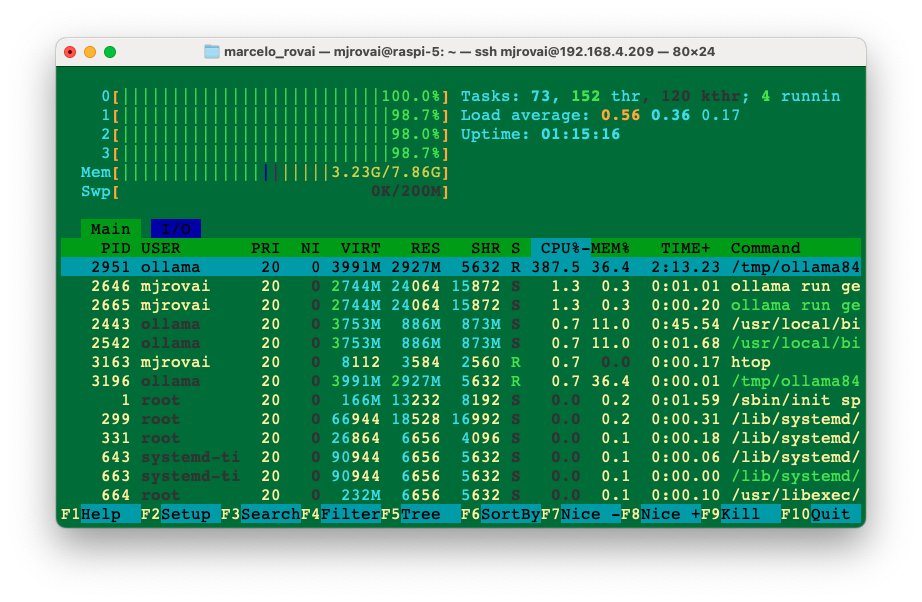 marcelo_rovai — mjrovai@raspi-5: ~ — ssh mjrovai@192.168.4.209 — 80×24
0[||||||||||||||||||||||||||100.0%] Tasks: 73, 152 thr, 120 kthr; 4 runnin
1[|||||||||||||||||||||||||||98.7%] Load average: 0.56 0.36 0.17
2[|||||||||||||||||||||||||||98.0%] Uptime: 01:15:16
3[|||||||||||||||||||||||||||98.7%]
Mem[|||||||||||||||||||||3.23G/7.86G]
Swp[ 0K/200M]
Main I/O
PID USER PRI NI VIRT RES SHR S CPU%-MEM% TIME+ Command
2951 ollama 20 0 3991M 2927M 5632 R 387.5 36.4 2:13.23 /tmp/ollama84
2646 mjrovai 20 0 2744M 24064 15872 S 1.3 0.3 0:01.01 ollama run ge
2665 mjrovai 20 0 2744M 24064 15872 S 1.3 0.3 0:00.20 ollama run ge
2443 ollama 20 0 3753M 886M 873M S 0.7 11.0 0:45.54 /usr/local/bi
2542 ollama 20 0 3753M 886M 873M S 0.7 11.0 0:01.68 /usr/local/bi
3163 mjrovai 20 0 8112 3584 2560 R 0.7 0.0 0:00.17 htop
3196 ollama 20 0 3991M 2927M 5632 R 0.7 36.4 0:00.01 /tmp/ollama84
1 root 20 0 166M 13232 8192 S 0.0 0.2 0:01.59 /sbin/init sp
299 root 20 0 66944 18528 16992 S 0.0 0.2 0:00.31 /lib/systemd/
331 root 20 0 26864 6656 4096 S 0.0 0.1 0:00.18 /lib/systemd/
643 systemd-ti 20 0 90944 6656 5632 S 0.0 0.1 0:00.06 /lib/systemd/
663 systemd-ti 20 0 90944 6656 5632 S 0.0 0.1 0:00.00 /lib/systemd/
664 root 20 0 232M 6656 5632 S 0.0 0.1 0:00.10 /usr/libexec/
F1Help F2Setup F3SearchF4FilterF5Tree F6SortByF7Nice -F8Nice +F9Kill F10Quit